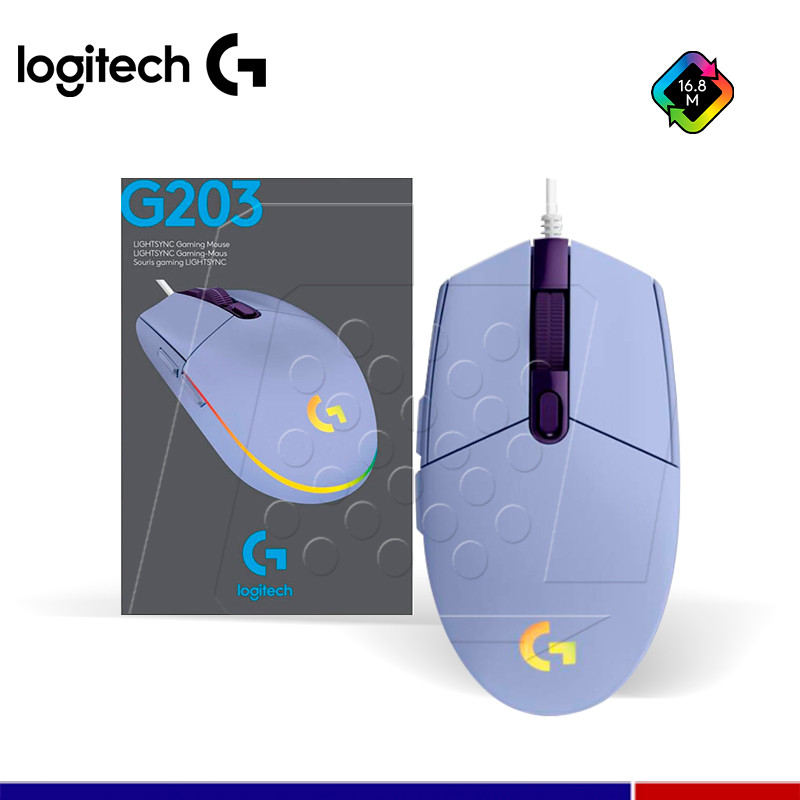 logitech G
16.8
M
G203
LIGHTSYNC Gaming Mouse
LIGHTSYNC Gaming-Maus
Souris gaming LIGHTSYNC
G
G
logitech
G